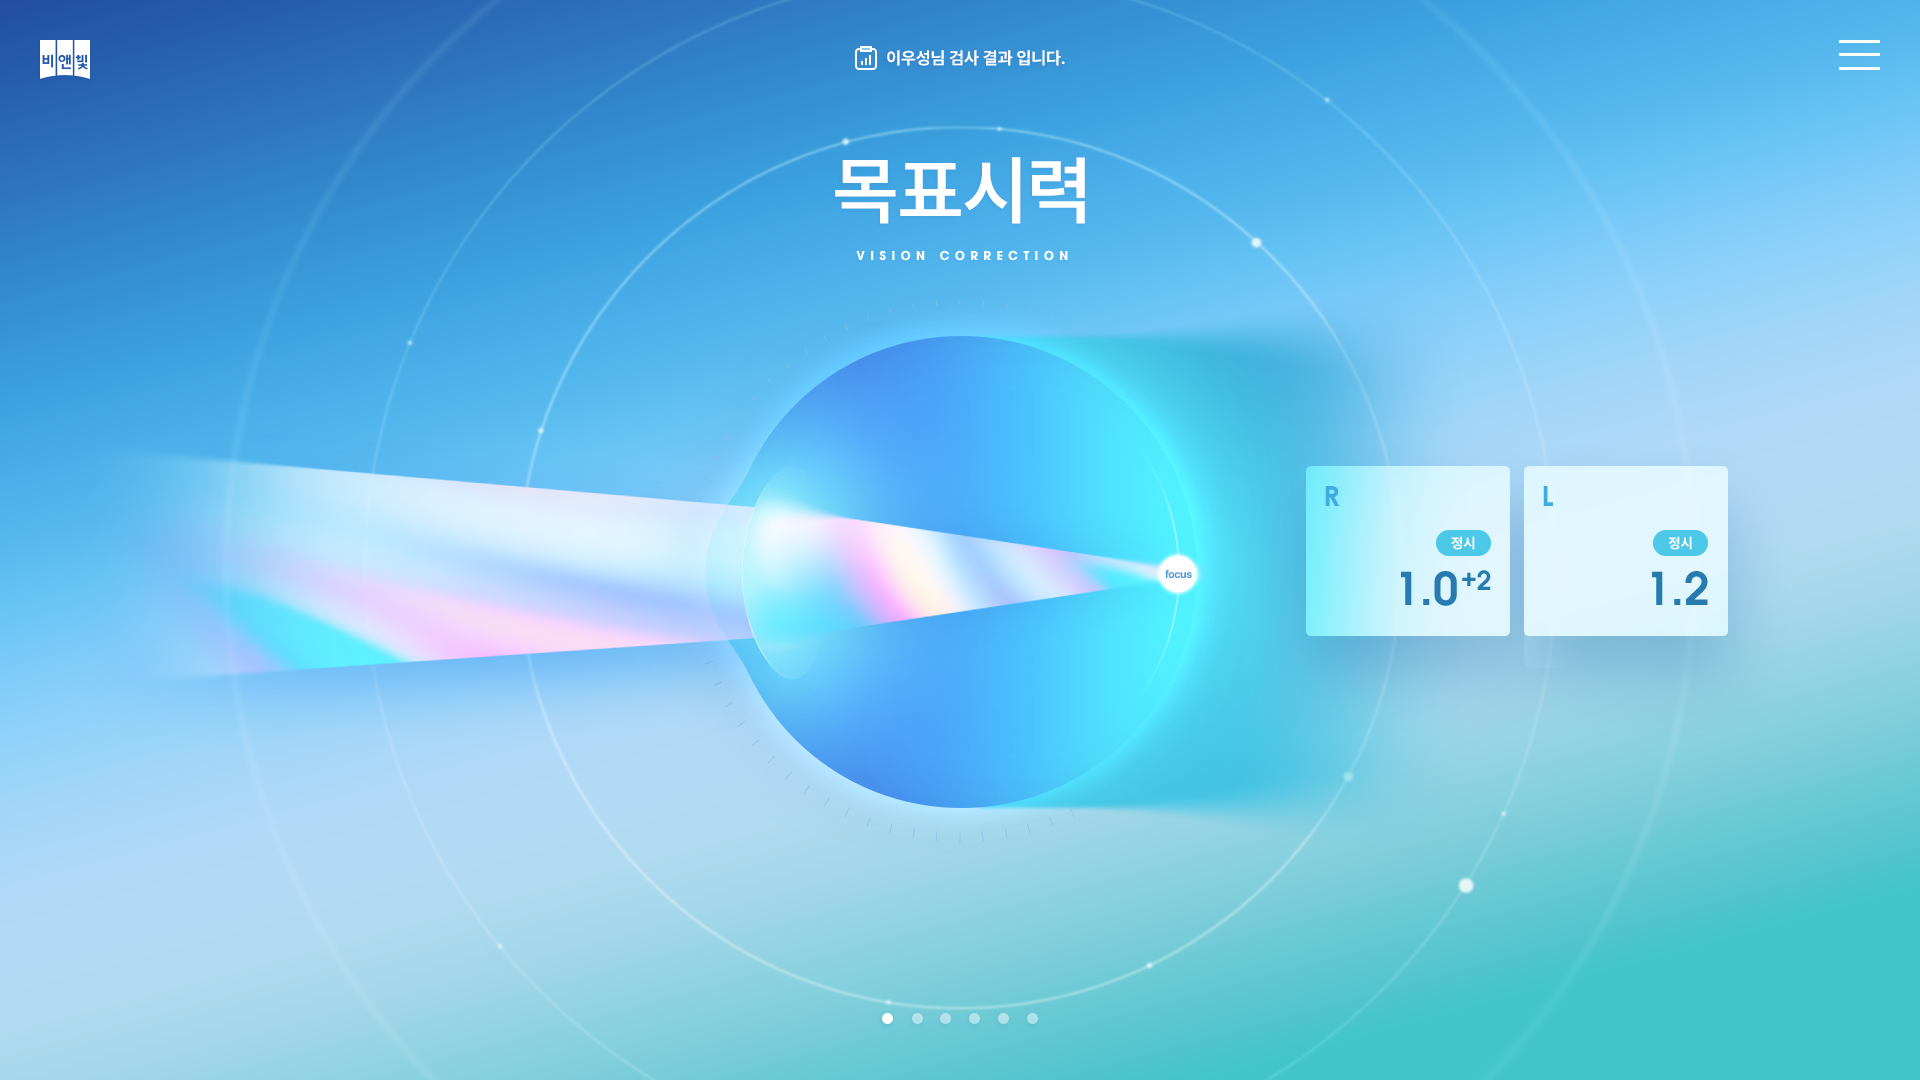 비앤빛
이우성님 검사 결과 입니다.
목표시력
VISION CORRECTION
focus
R
정시
1.0+2
L
정시
1.2